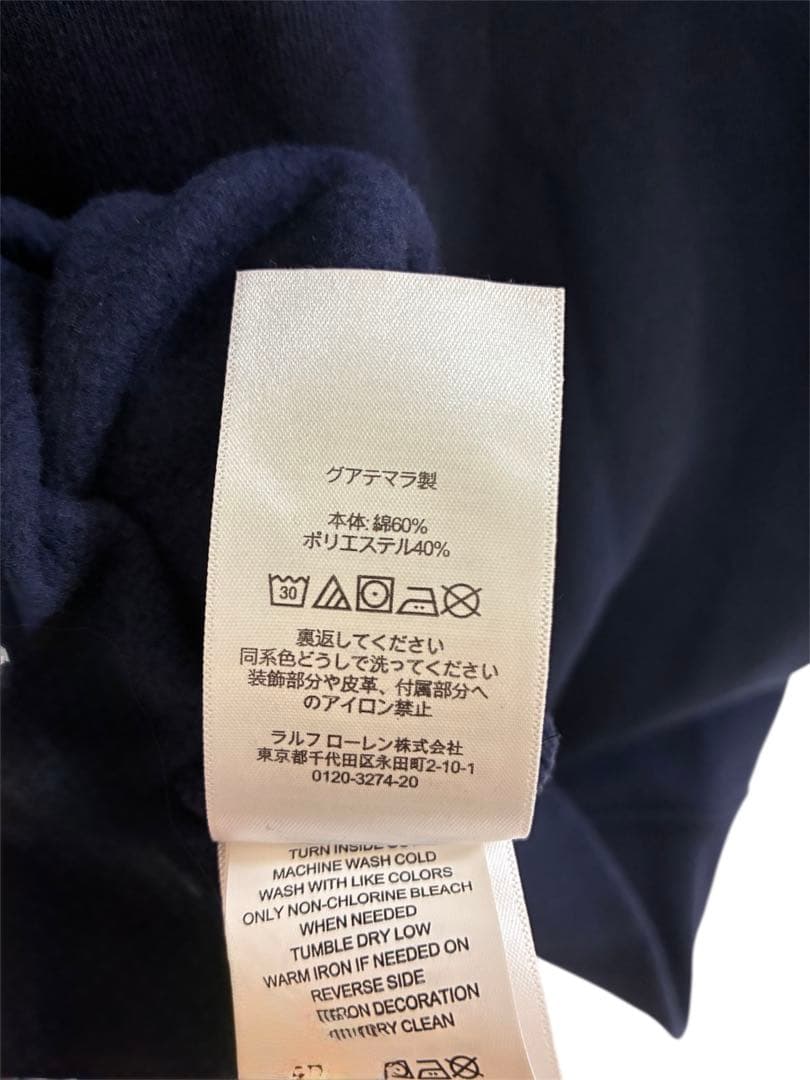 グアテマラ製
本体: 綿60%
ポリエステル40%
30
裏返してください
同系色どうしで洗ってください
装飾部分や皮革、付属部分へ
のアイロン禁止
ラルフ ローレン株式会社
東京都千代田区永田町2-10-1
0120-3274-20
TURN INSIDE
MACHINE WASH COLD
WASH WITH LIKE COLORS
ONLY NON-CHLORINE BLEACH
WHEN NEEDED
TUMBLE DRY LOW
WARM IRON IF NEEDED ON
REVERSE SIDE
DECORATION
CLEAN